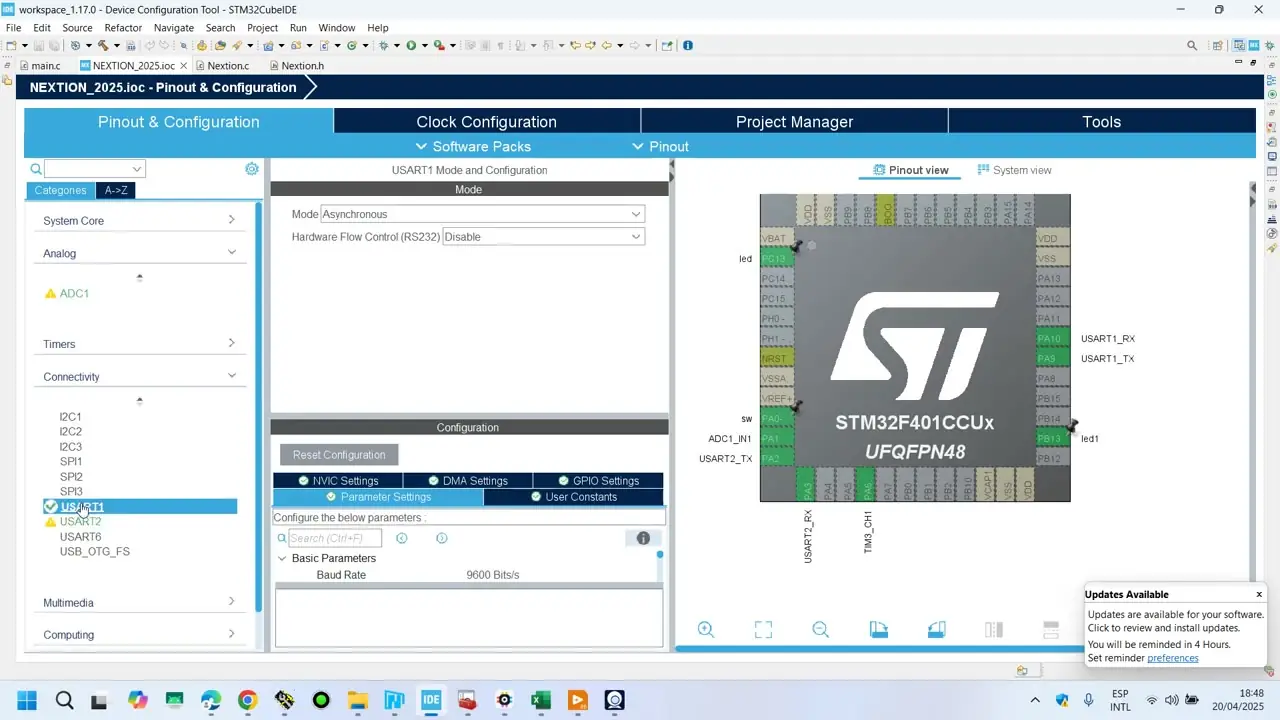 workspace_1.17.0 - Device Configuration Tool - STM32CubeIDE
File Edit Source Refactor Navigate Search Project Run Window Help
main.c NEXTION_2025.ioc Nextion.c Nextion.h
NEXTION_2025.ioc - Pinout & Configuration
Pinout & Configuration Clock Configuration Project Manager Tools
Software Packs Pinout
Categories A->Z
System Core
Analog
ADC1
Timers
Connectivity
I2C1
I2C2
I2C3
SPI1
SPI2
SPI3
USART1
USART2
USART6
USB_OTG_FS
Multimedia
Computing
USART1 Mode and Configuration
Mode
Mode Asynchronous
Hardware Flow Control (RS232) Disable
Configuration
Reset Configuration
NVIC Settings DMA Settings GPIO Settings
Parameter Settings User Constants
Configure the below parameters :
Search (Ctrl+F)
Basic Parameters
Baud Rate 9600 Bits/s
Pinout view System view
VDD VSS PB9 PB8 BOO PB7 PB6 PB5 PB4 PB3 PA15 PA14
VBAT VDD
led PC13 VSS
PC14 PA13
PC15 PA12
PH0 - PA11
PH1 - PA10 USART1_RX
NRST PA9 USART1_TX
VSSA PA8
VREF+ PB15
sw PA0- PB14
ADC1_IN1 PA1 PB13 led1
USART2_TX PA2 PB12
STM32F401CCUx
UFQFPN48
PA3 PA4 PA5 PA6 PA7 PB0 PB1 PB2 PB10 VCAP1 VSS VDD
USART2_RX TIM3_CH1
Updates Available x
Updates are available for your software.
Click to review and install updates.
You will be reminded in 4 Hours.
Set reminder preferences
IDE
ESP
INTL
18:48
20/04/2025